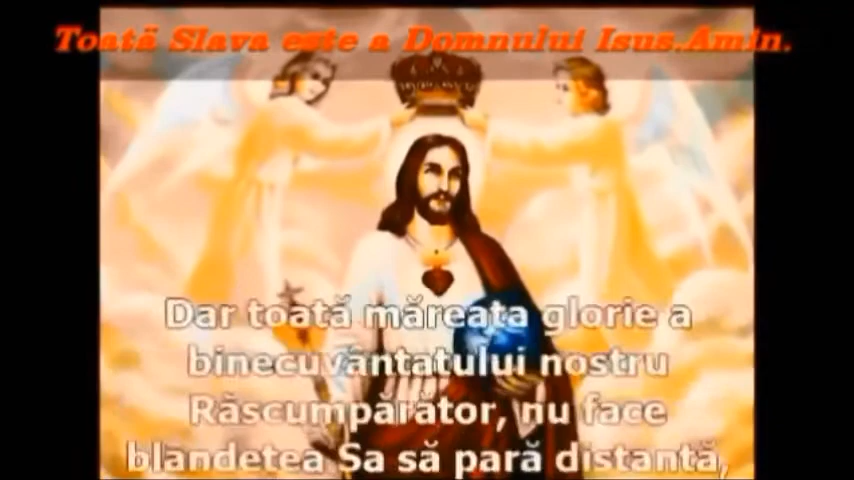 Toată Slava este a Domnului Isus.Amin.
Dar toată măreata glorie a
binecuvântatului nostru
Răscumpărător, nu face
blândetea Sa să pară distantă,